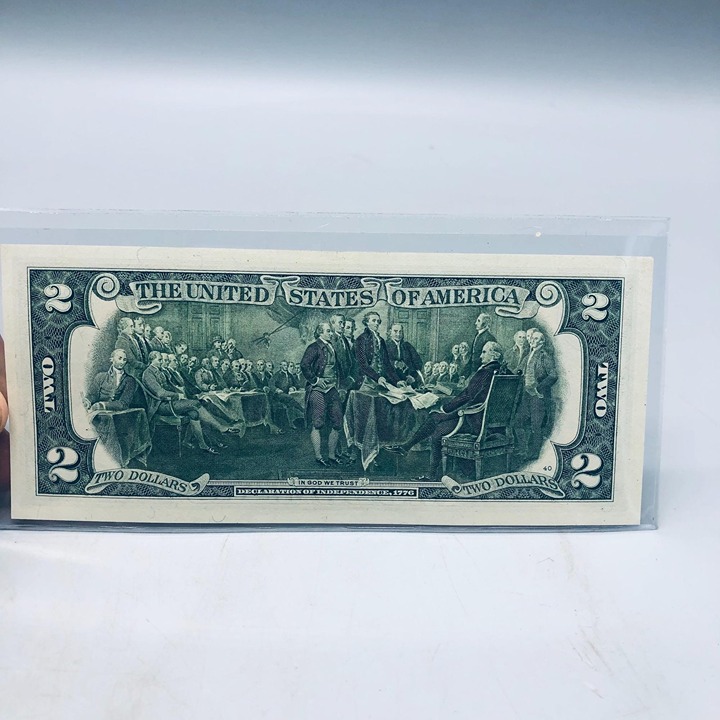 THE UNITED STATES OF AMERICA
2
2
TWO
TWO
2
2
40
TWO DOLLARS
IN GOD WE TRUST
TWO DOLLARS
DECLARATION OF INDEPENDENCE, 1776